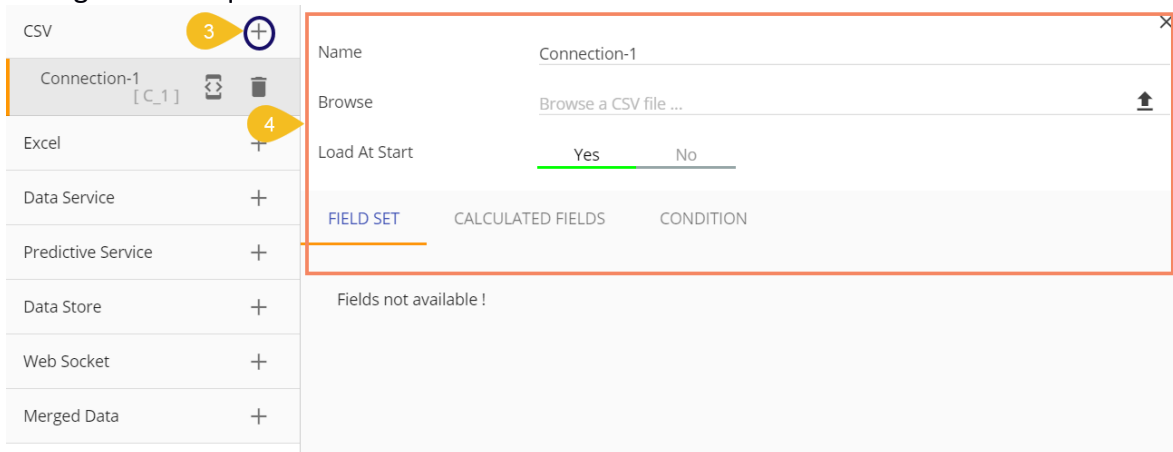 CSV
3
Connection-1
[ C_1 ]
Excel
4
Data Service
Predictive Service
Data Store
Web Socket
Merged Data
Name Connection-1
Browse Browse a CSV file ...
Load At Start Yes No
FIELD SET CALCULATED FIELDS CONDITION
Fields not available !